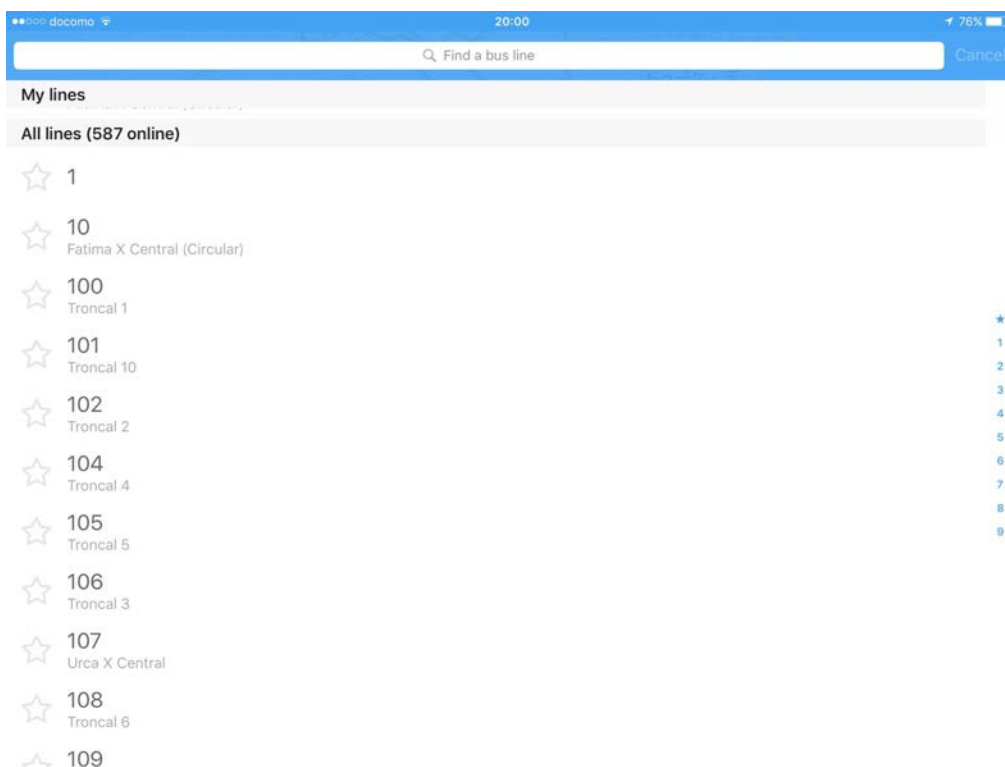 docomo 20:00 76%
Find a bus line
Cancel
My lines
All lines (587 online)
1
10
Fatima X Central (Circular)
100
Troncal 1
101
Troncal 10
102
Troncal 2
104
Troncal 4
105
Troncal 5
106
Troncal 3
107
Urca X Central
108
Troncal 6
109
1
2
3
4
5
6
7
8
9